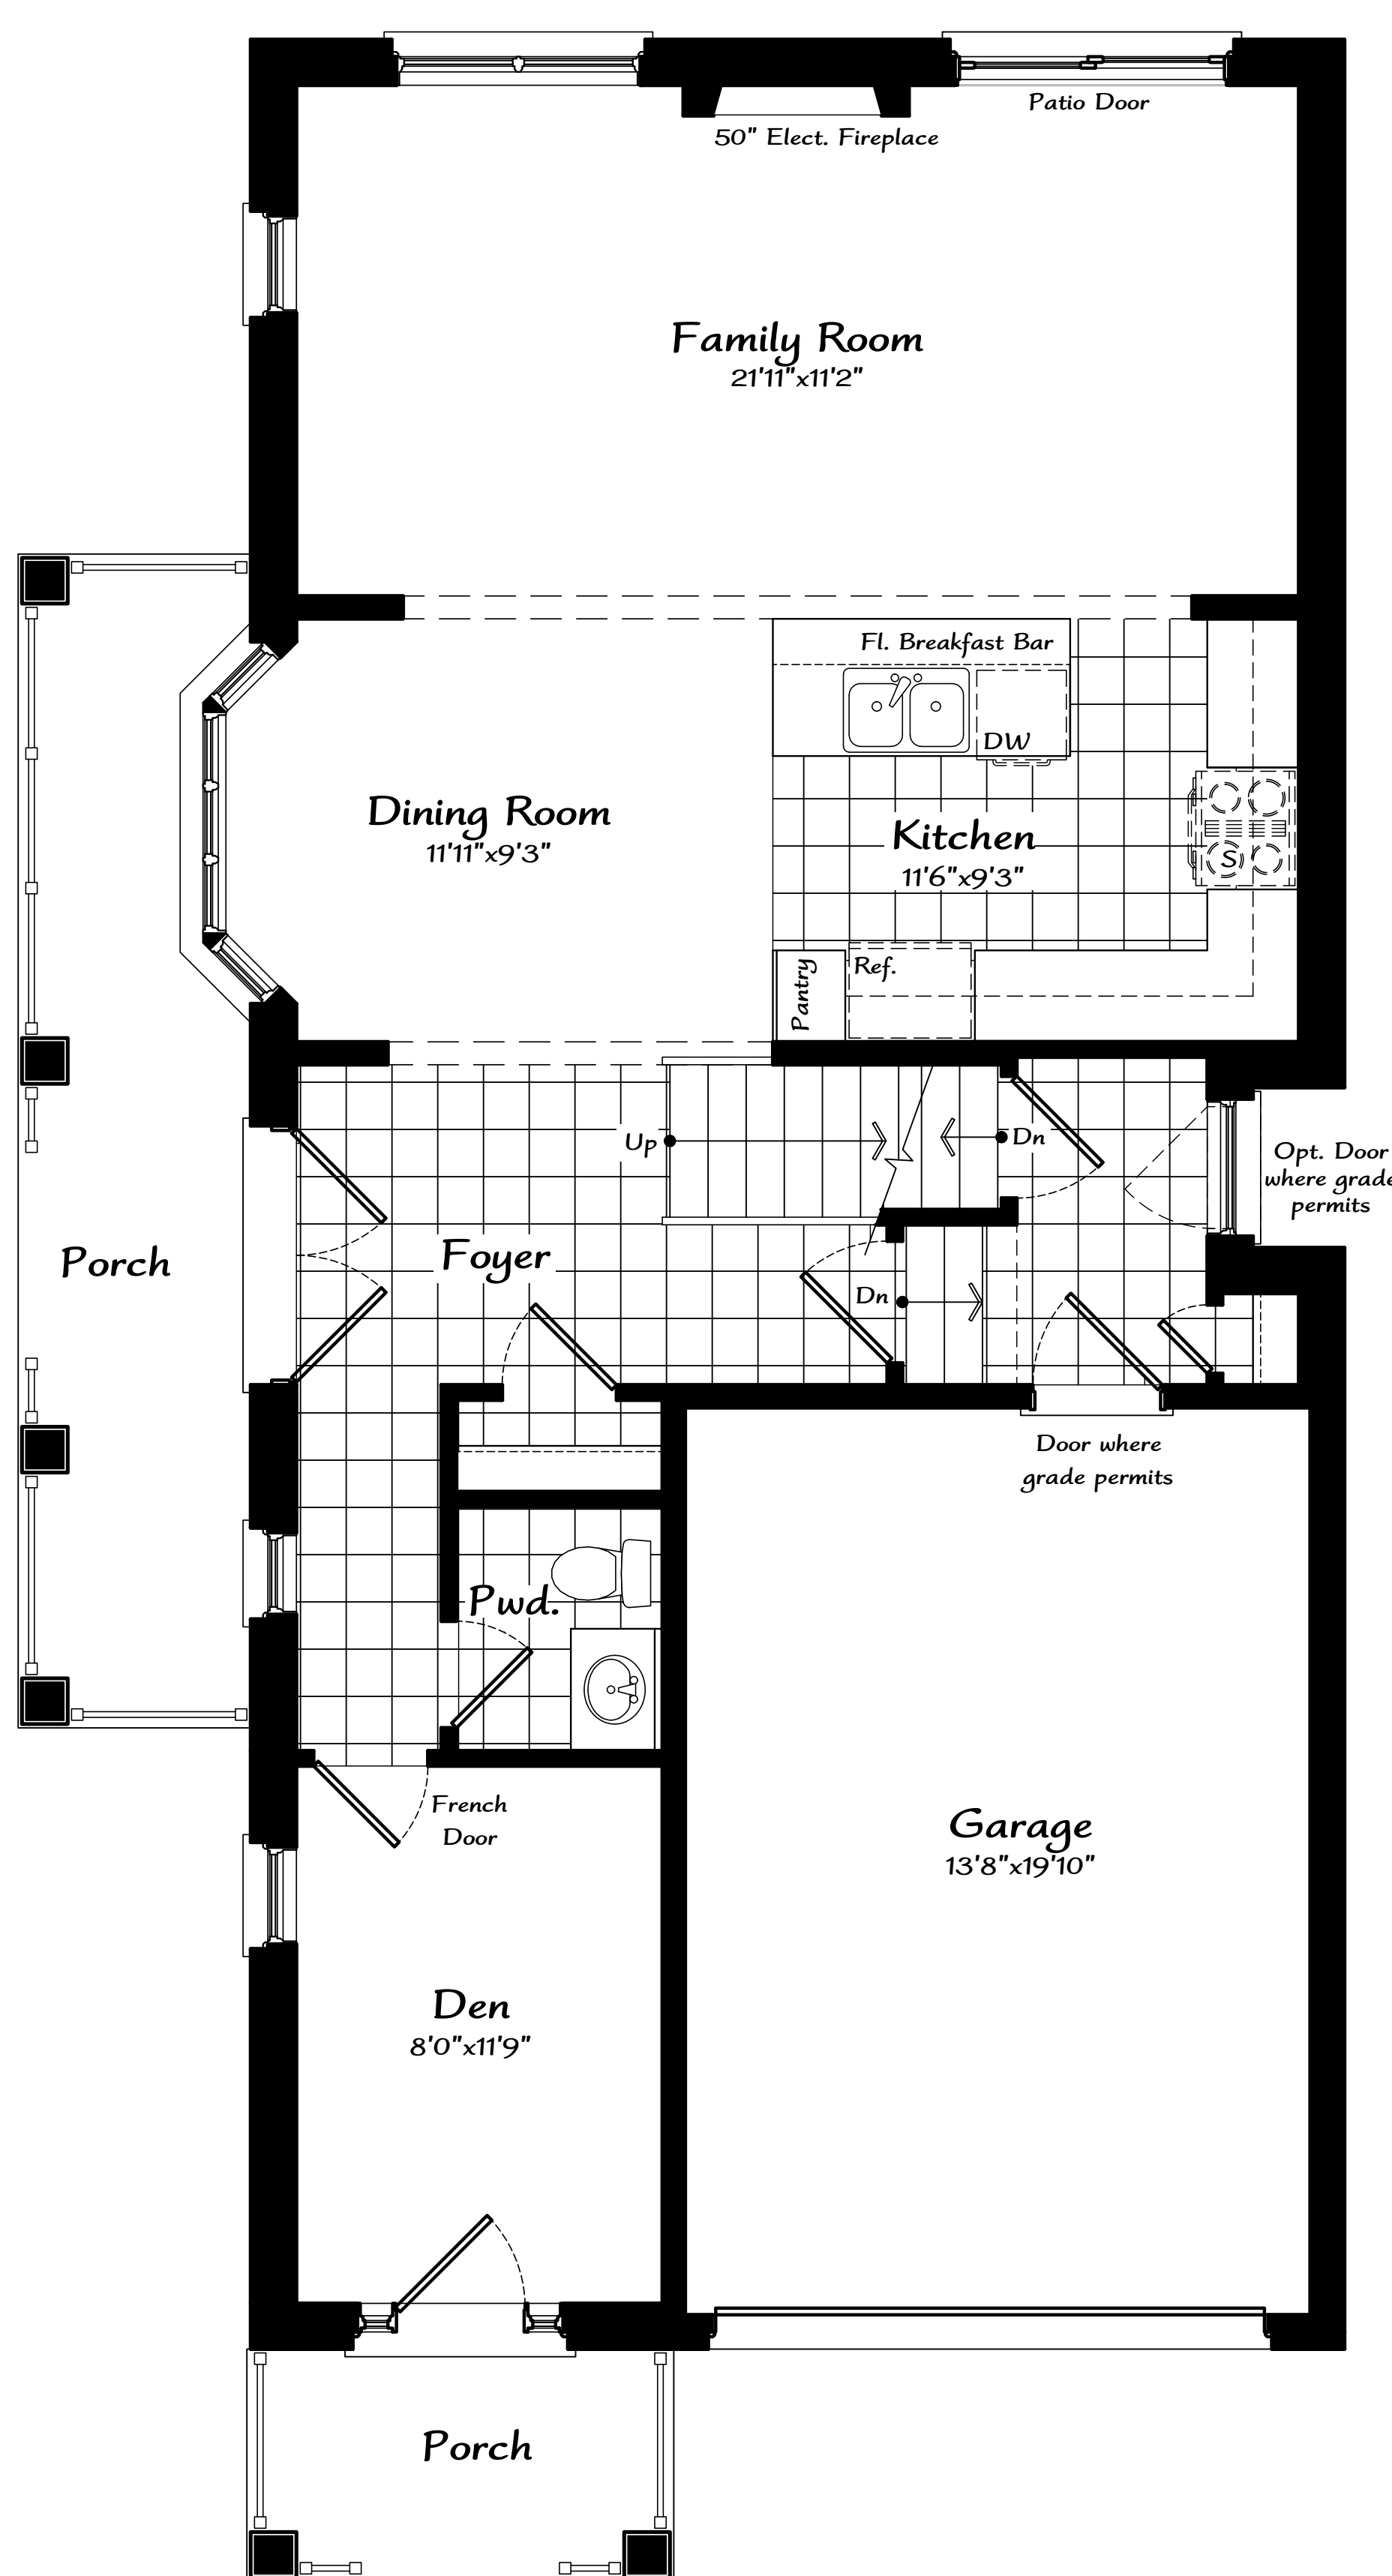 Patio Door
50" Elect. Fireplace
Family Room
21'11"x11'2"
Fl. Breakfast Bar
DW
Dining Room
11'11"x9'3"
Kitchen
11'6"x9'3"
S
Pantry
Ref.
Up
Dn
Opt. Door
where grade
permits
Porch
Foyer
Dn
Door where
grade permits
Pwd.
French
Door
Garage
13'8"x19'10"
Den
8'0"x11'9"
Porch